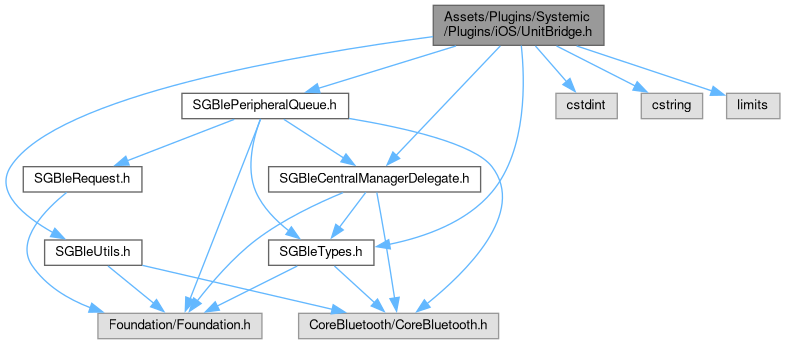 Assets/Plugins/Systemic
/Plugins/iOS/UnitBridge.h
SGBlePeripheralQueue.h
cstdint
cstring
limits
SGBleRequest.h
SGBleCentralManagerDelegate.h
SGBleUtils.h
SGBleTypes.h
Foundation/Foundation.h
CoreBluetooth/CoreBluetooth.h